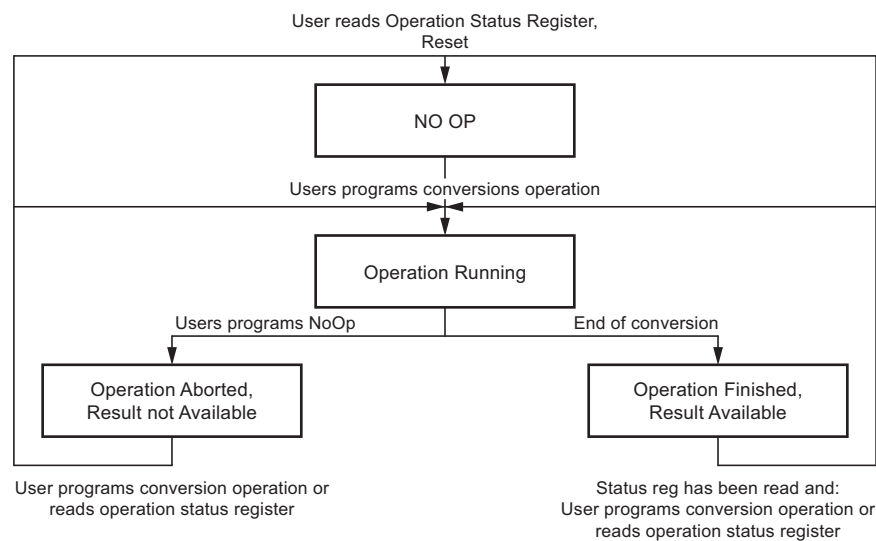 User reads Operation Status Register,
Reset
NO OP
Users programs conversions operation
Operation Running
Users programs NoOp
End of conversion
Operation Aborted,
Result not Available
Operation Finished,
Result Available
User programs conversion operation or
reads operation status register
Status reg has been read and:
User programs conversion operation or
reads operation status register